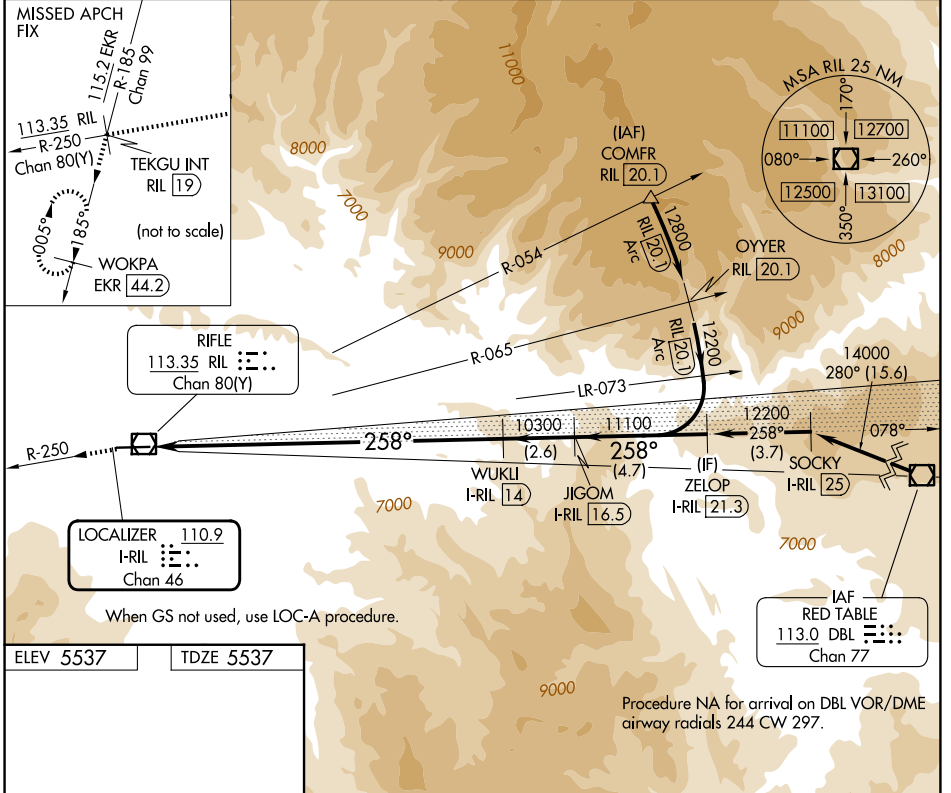 MISSED APCH
FIX
115.2 EKR
R-185
Chan 99
113.35 RIL
R-250
Chan 80(Y)
TEKGU INT
RIL 19
005°
185°
(not to scale)
WOKPA
EKR 44.2
11000
8000
7000
9000
(IAF)
COMFR
RIL 20.1
12800
RIL 20.1
Arc
R-054
OYYER
RIL 20.1
MSA RIL 25 NM
170°
11100
12700
080°
260°
12500
13100
350°
8000
9000
RIFLE
113.35 RIL
Chan 80(Y)
R-065
12200
RIL 20.1
Arc
LR-073
14000
280° (15.6)
R-250
258°
10300
(2.6)
11100
258°
(4.7)
12200
258°
(3.7)
078°
WUKLI
I-RIL 14
JIGOM
I-RIL 16.5
(IF)
ZELOP
I-RIL 21.3
SOCKY
I-RIL 25
7000
7000
LOCALIZER 110.9
I-RIL
Chan 46
When GS not used, use LOC-A procedure.
IAF
RED TABLE
113.0 DBL
Chan 77
ELEV 5537
TDZE 5537
9000
Procedure NA for arrival on DBL VOR/DME
airway radials 244 CW 297.